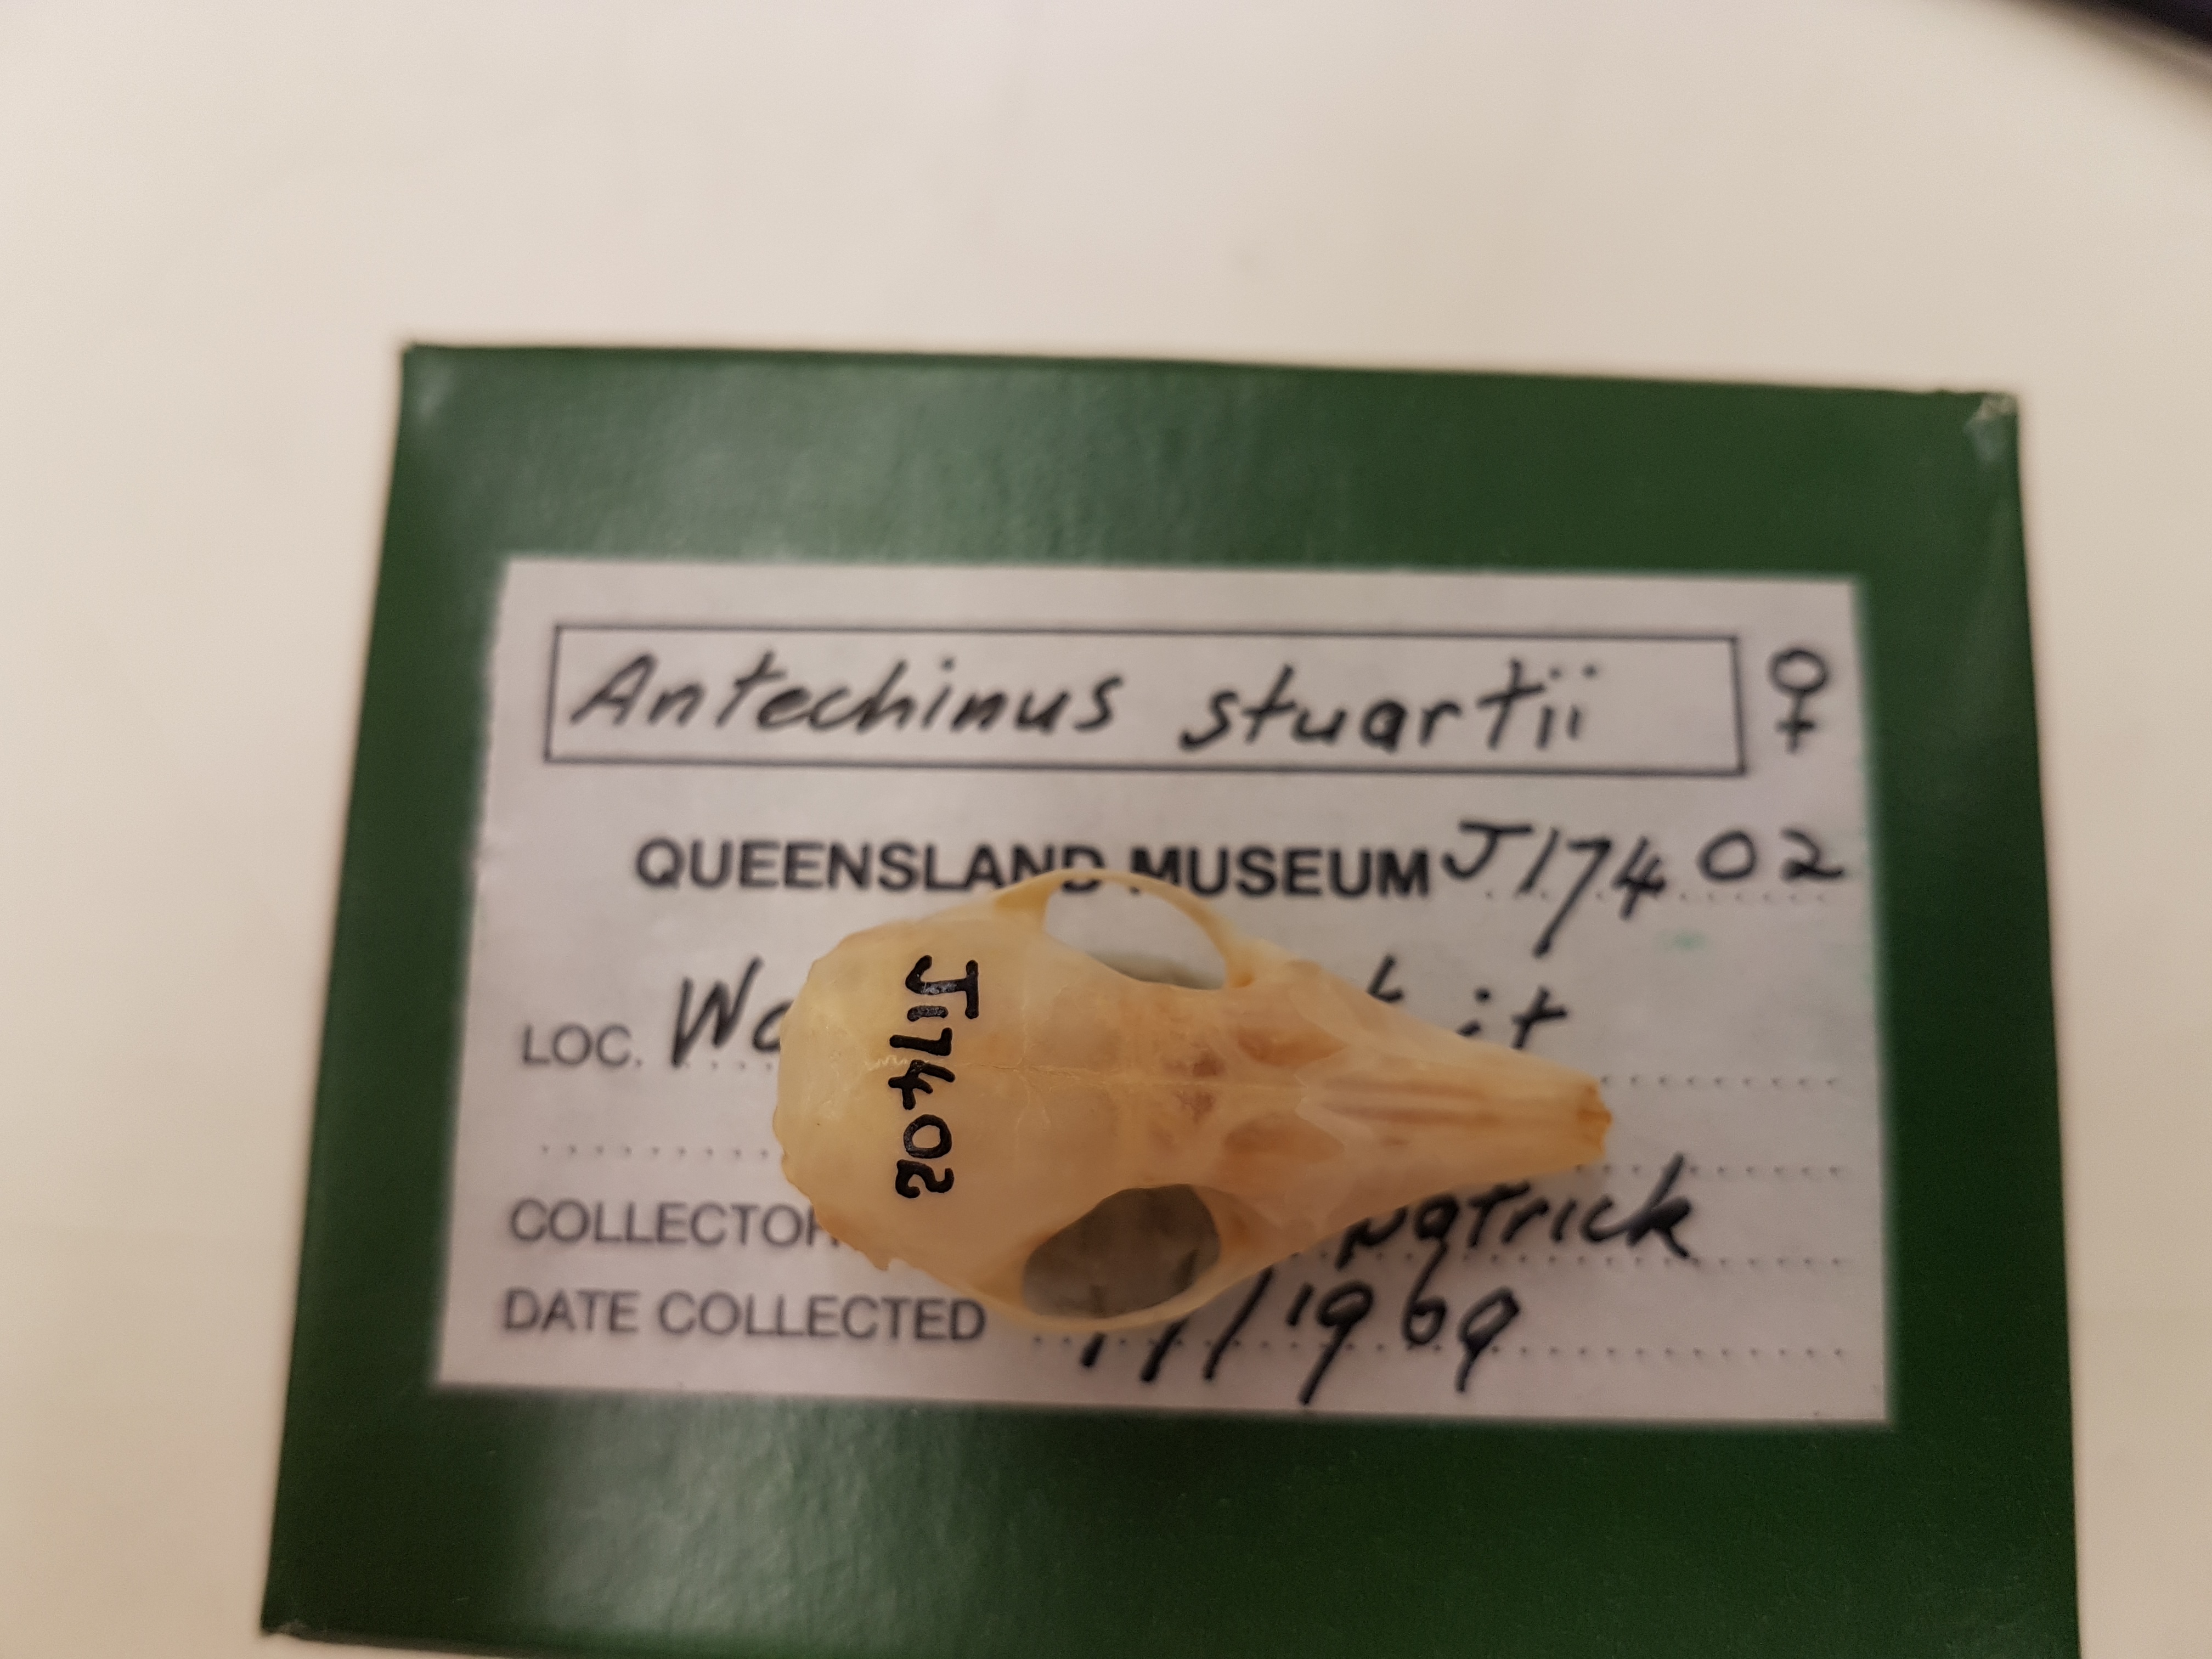 Antechinus stuartii ♀
QUEENSLAND MUSEUM J17402
LOC.
COLLECTOR
DATE COLLECTED
J17402